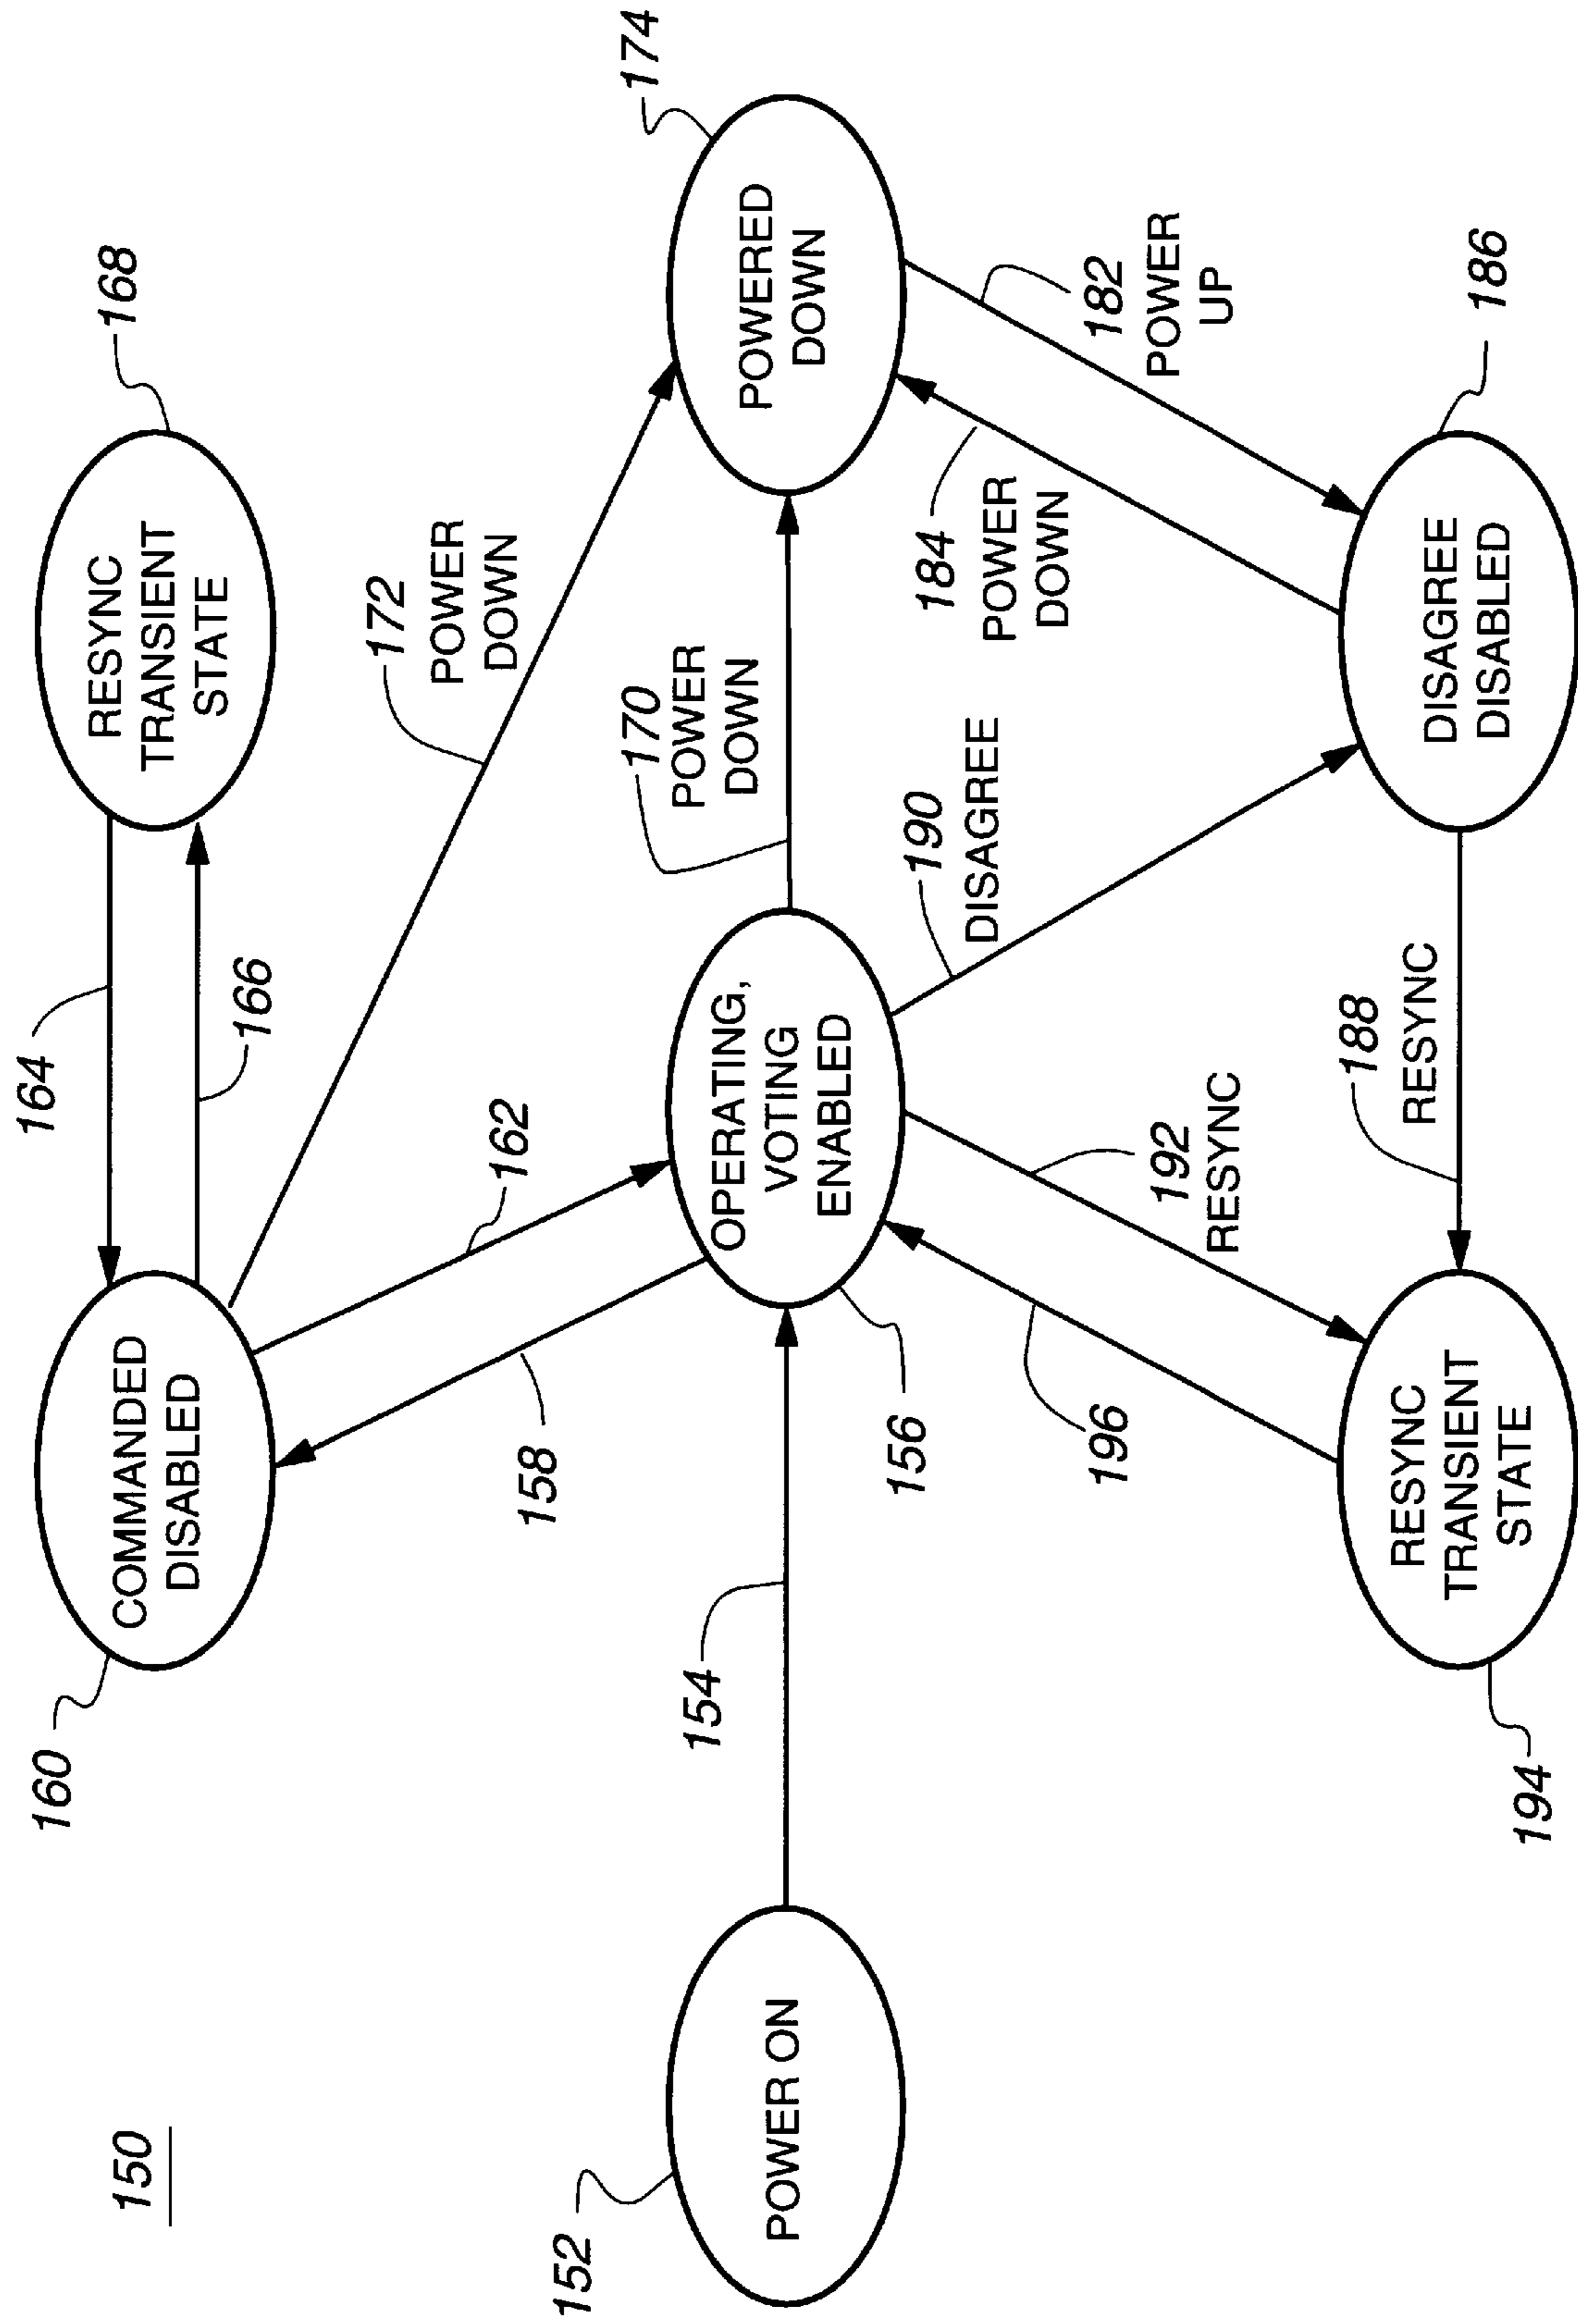 150
160
COMMANDED
DISABLED
164
166
RESYNC
TRANSIENT
STATE
168
158
162
172
POWER
DOWN
152
POWER ON
154
156
OPERATING,
VOTING
ENABLED
170
POWER
DOWN
POWERED
DOWN
174
196
192
RESYNC
190
DISAGREE
184
POWER
DOWN
182
POWER
UP
194
RESYNC
TRANSIENT
STATE
188
RESYNC
DISAGREE
DISABLED
186